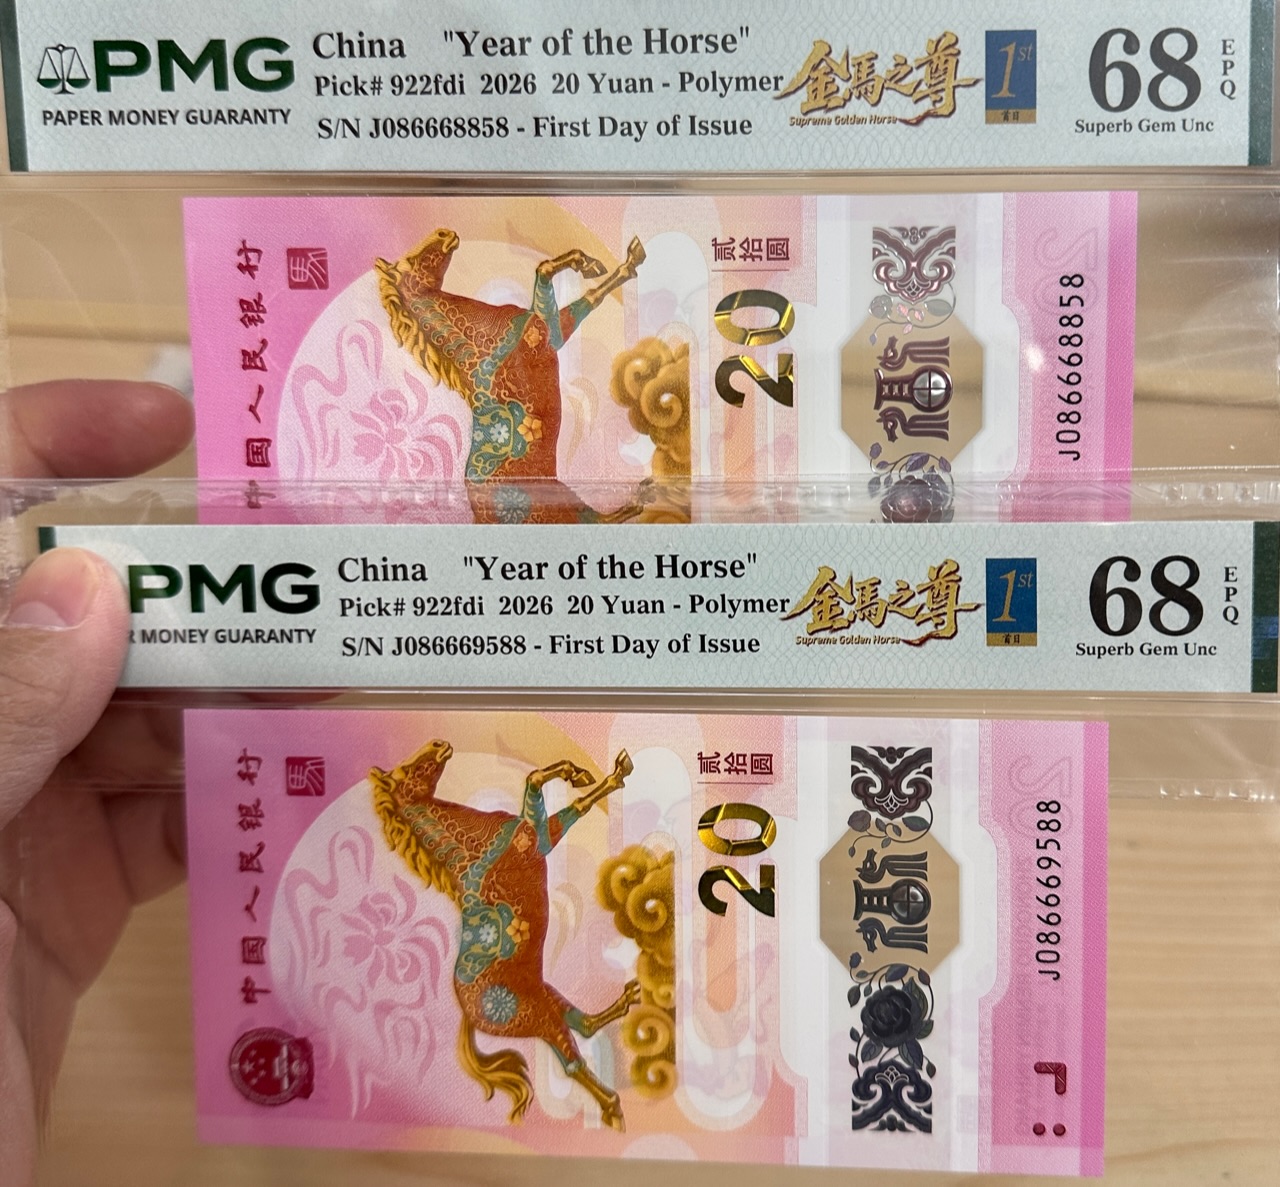 PMG
PAPER MONEY GUARANTY
China "Year of the Horse"
Pick# 922fdi 2026 20 Yuan - Polymer
S/N J086668858 - First Day of Issue
金馬之尊
Supreme Golden Horse
1st
首日
68
EPQ
Superb Gem Unc
中国人民银行
馬
贰拾圆
20
福
J086668858
PMG
MONEY GUARANTY
China "Year of the Horse"
Pick# 922fdi 2026 20 Yuan - Polymer
S/N J086669588 - First Day of Issue
金馬之尊
Supreme Golden Horse
1st
首日
68
EPQ
Superb Gem Unc
中国人民银行
馬
贰拾圆
20
福
J086669588